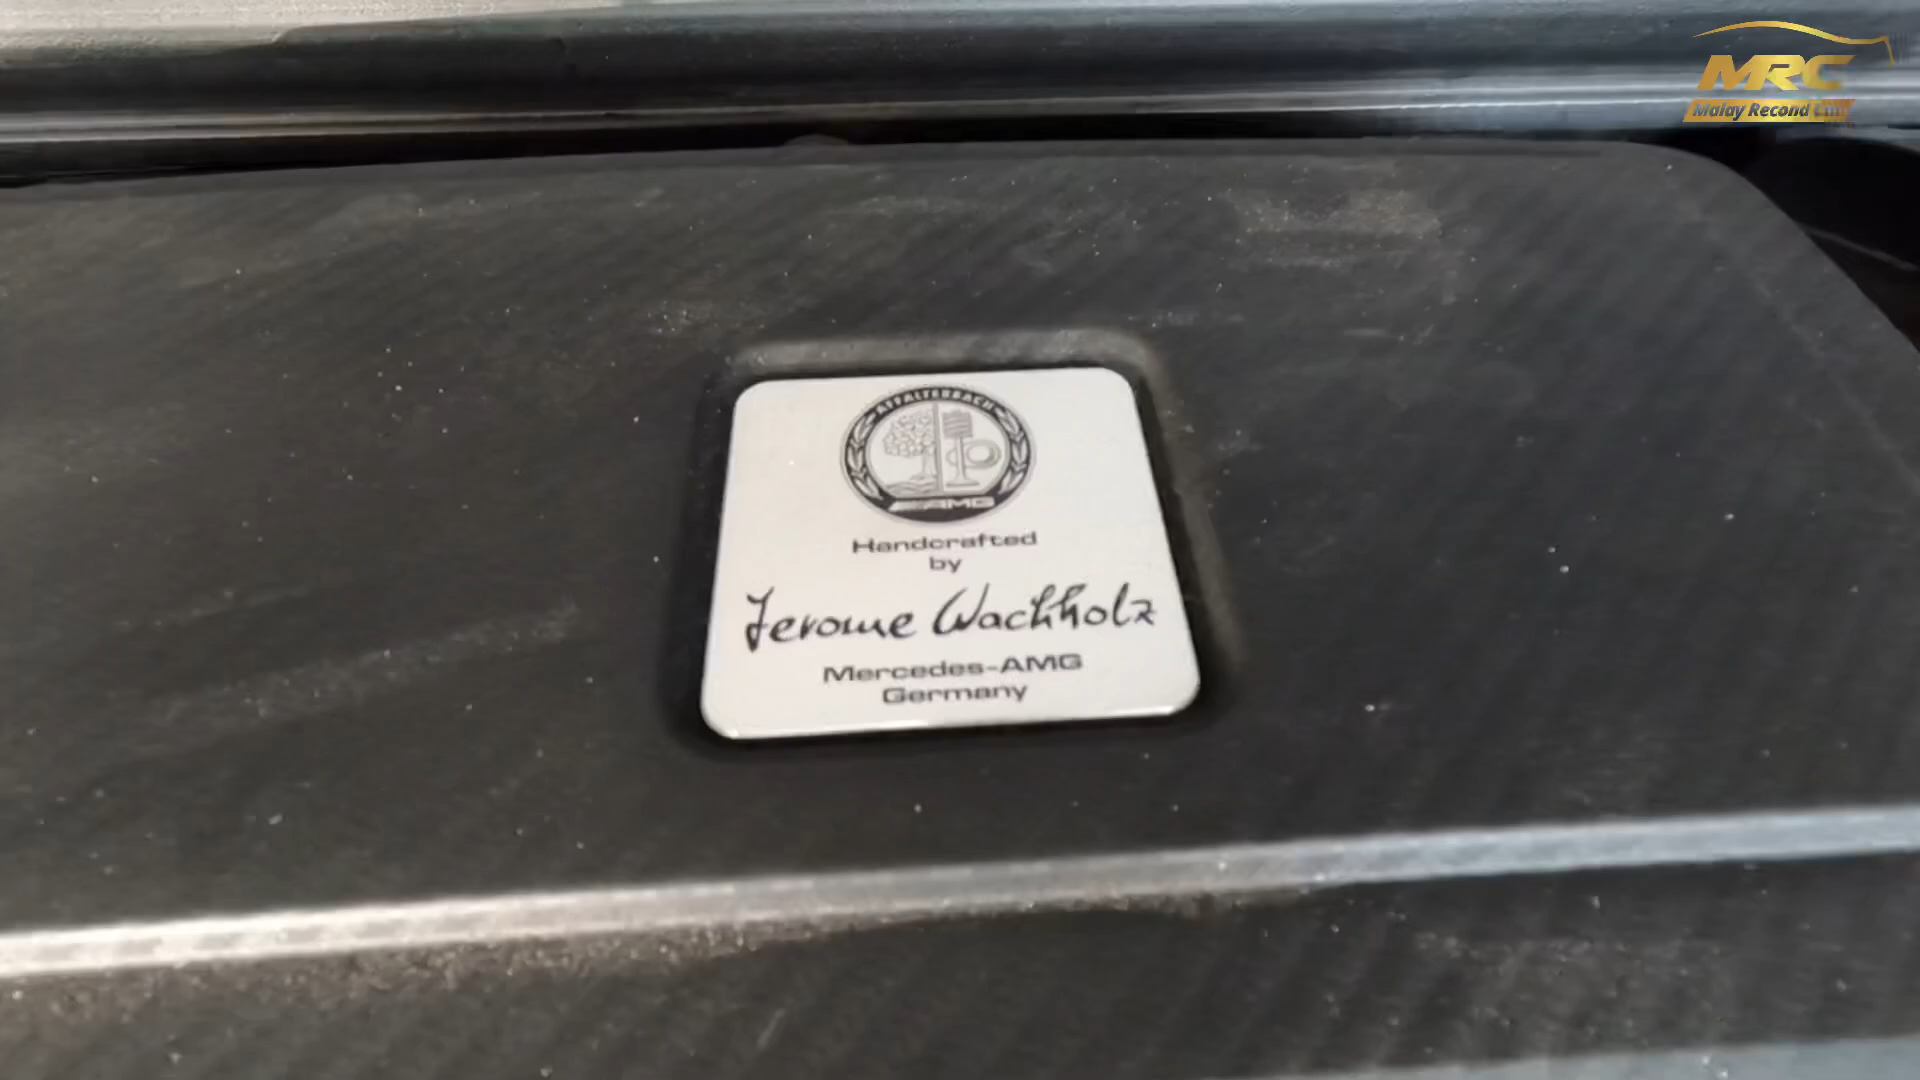 MRC
Malay Recond
AFFALTERBACH
AMG
Handcrafted
by
Jerome Wachholz
Mercedes-AMG
Germany